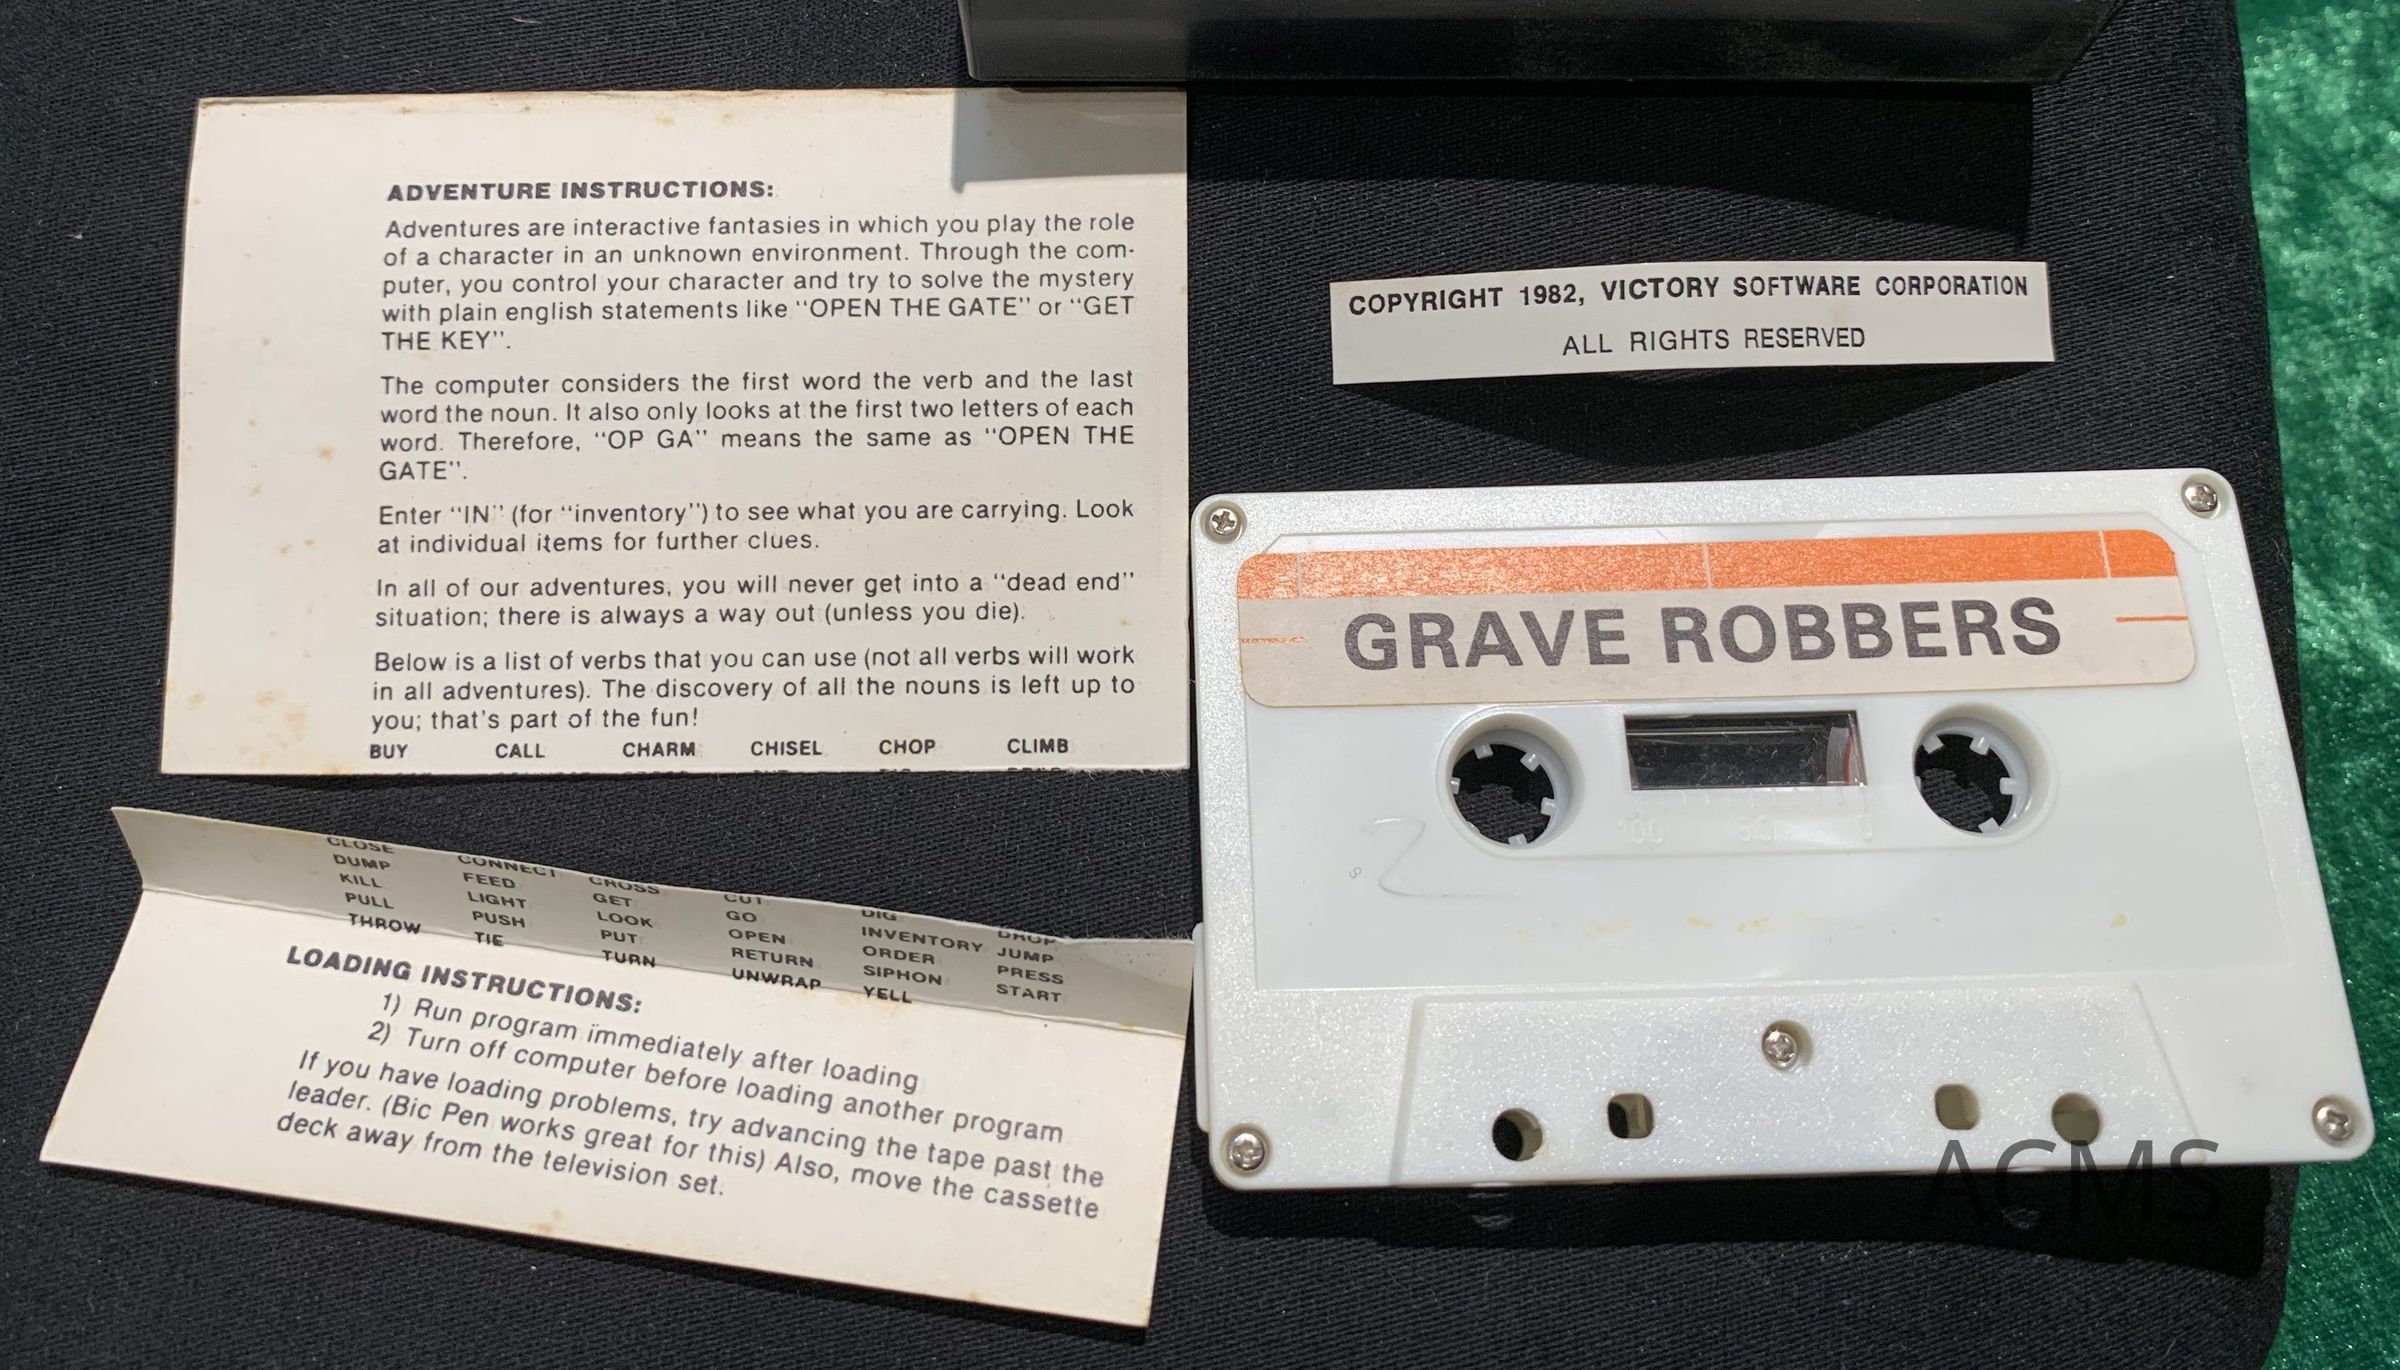 ADVENTURE INSTRUCTIONS:
Adventures are interactive fantasies in which you play the role
of a character in an unknown environment. Through the com-
puter, you control your character and try to solve the mystery
with plain english statements like "OPEN THE GATE" or "GET
THE KEY".
The computer considers the first word the verb and the last
word the noun. It also only looks at the first two letters of each
word. Therefore, "OP GA" means the same as "OPEN THE
GATE".
Enter "IN" (for "inventory") to see what you are carrying. Look
at individual items for further clues.
In all of our adventures, you will never get into a "dead end"
situation; there is always a way out (unless you die).
Below is a list of verbs that you can use (not all verbs will work
in all adventures). The discovery of all the nouns is left up to
you; that's part of the fun!
BUY CALL CHARM CHISEL CHOP CLIMB
CLOSE CONNECT CROSS CUT DIG DROP
DUMP FEED GET GO INVENTORY JUMP
KILL LIGHT LOOK OPEN ORDER PRESS
PULL PUSH PUT RETURN SIPHON START
THROW TIE TURN UNWRAP YELL
LOADING INSTRUCTIONS:
1) Run program immediately after loading
2) Turn off computer before loading another program
If you have loading problems, try advancing the tape past the
leader. (Bic Pen works great for this) Also, move the cassette
deck away from the television set.
COPYRIGHT 1982, VICTORY SOFTWARE CORPORATION
ALL RIGHTS RESERVED
GRAVE ROBBERS
100 50 0
2
ACMS